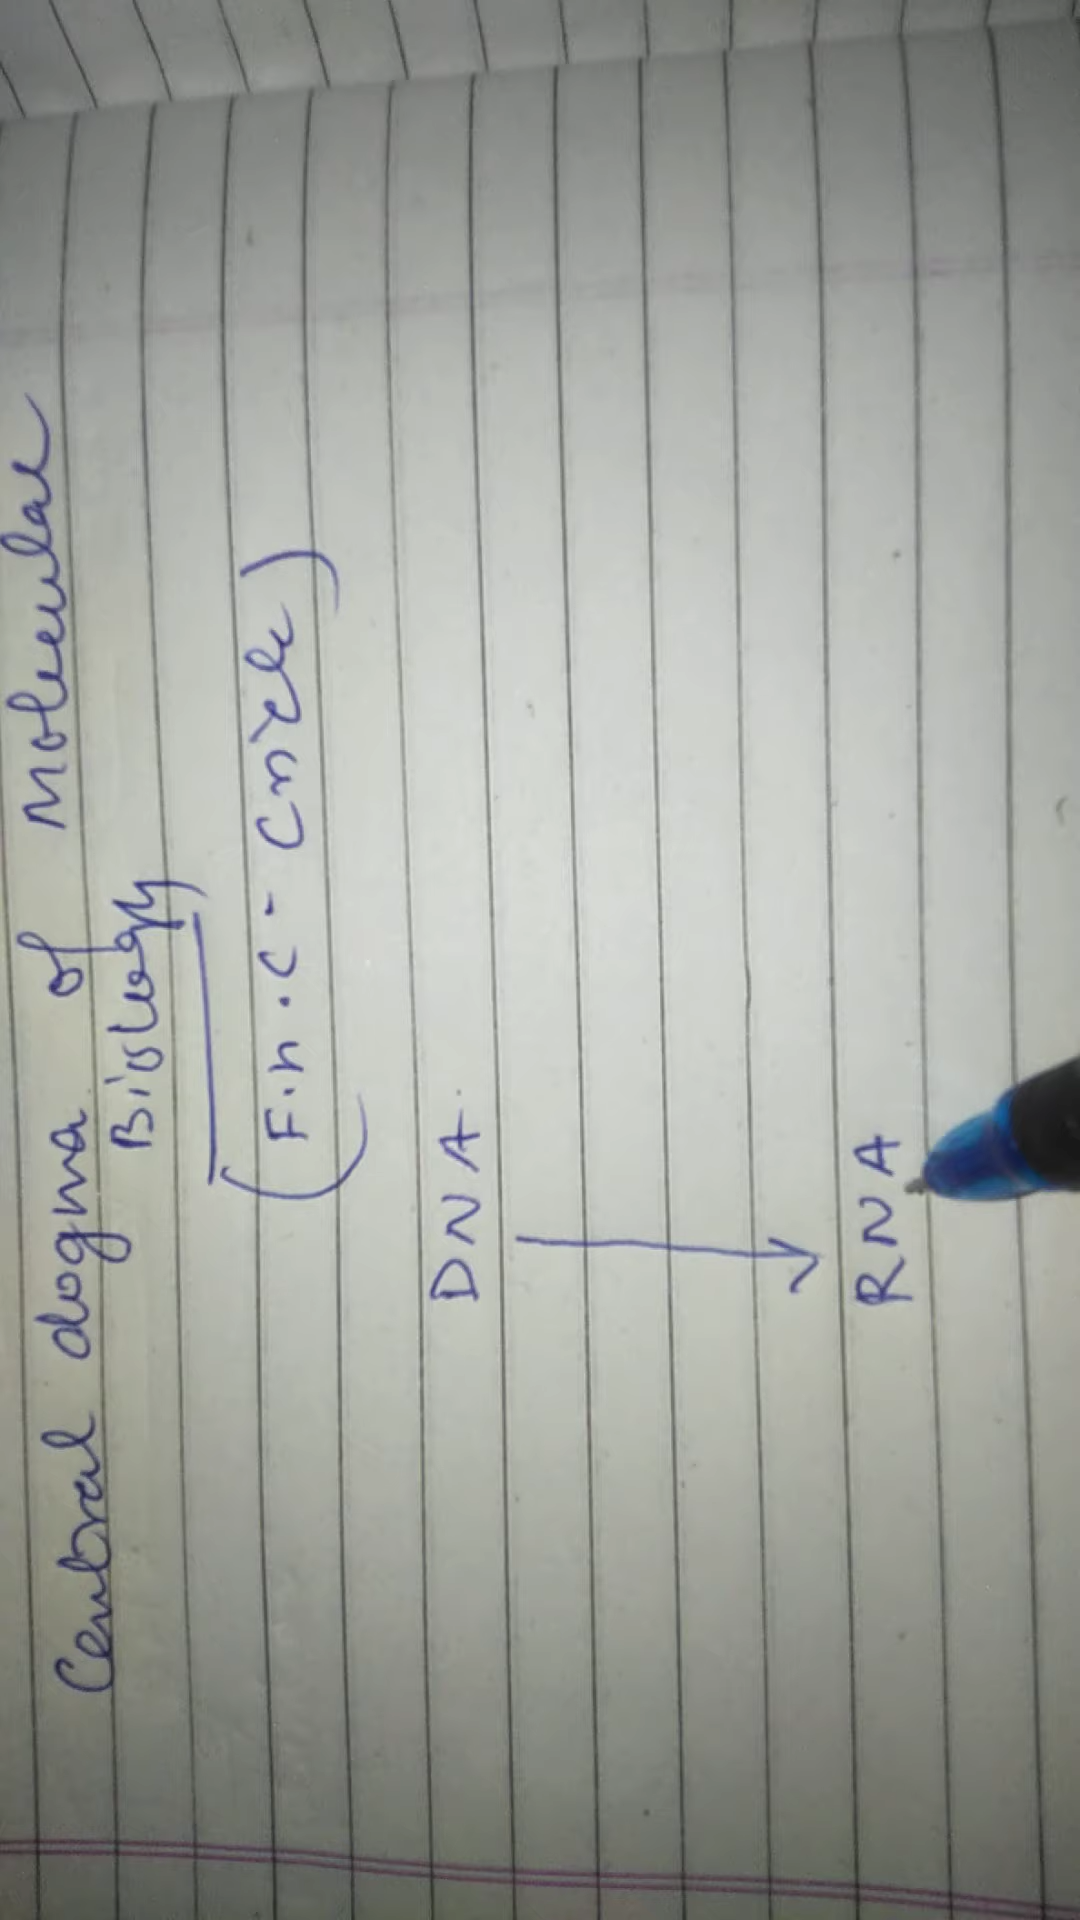 Central dogma of Molecular
Biology
(F.h.C- Crick)
DNA
RNA